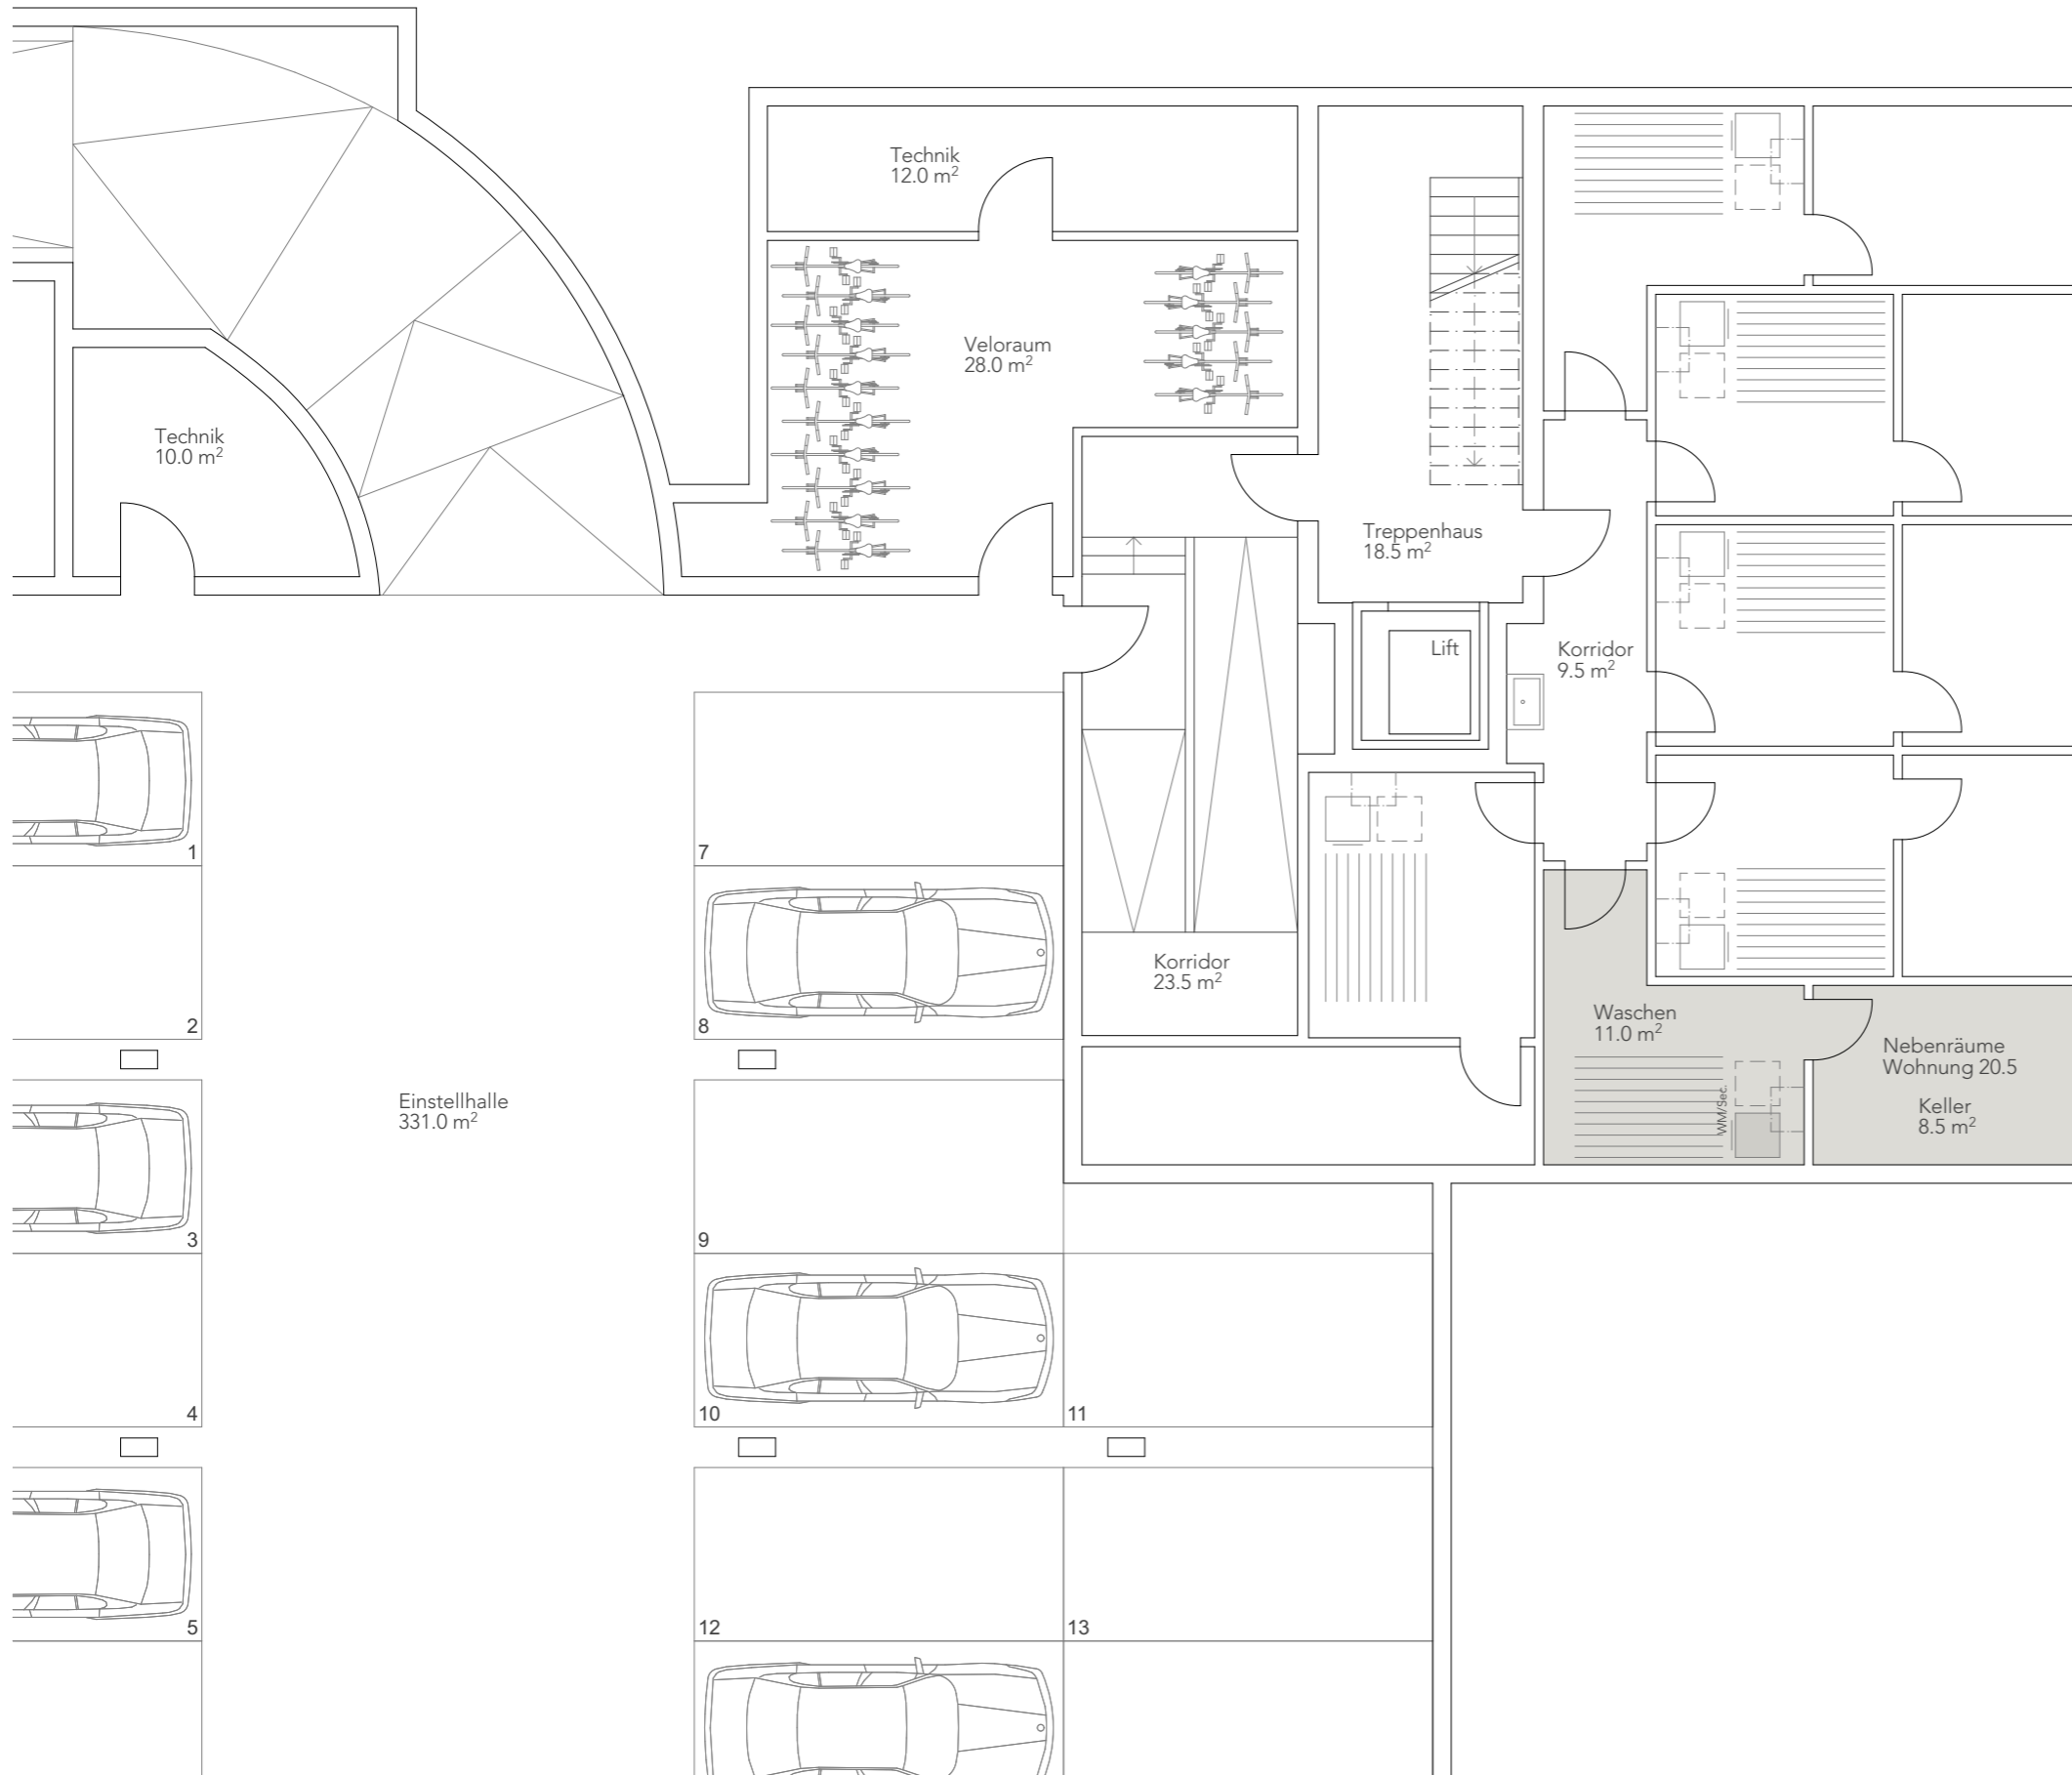 Technik
12.0 m²
Veloraum
28.0 m²
Technik
10.0 m²
Treppenhaus
18.5 m²
Lift
Korridor
9.5 m²
1
7
2
8
Korridor
23.5 m²
Waschen
11.0 m²
WM/Sec.
Nebenräume
Wohnung 20.5
Keller
8.5 m²
Einstellhalle
331.0 m²
3
9
4
10
11
5
12
13